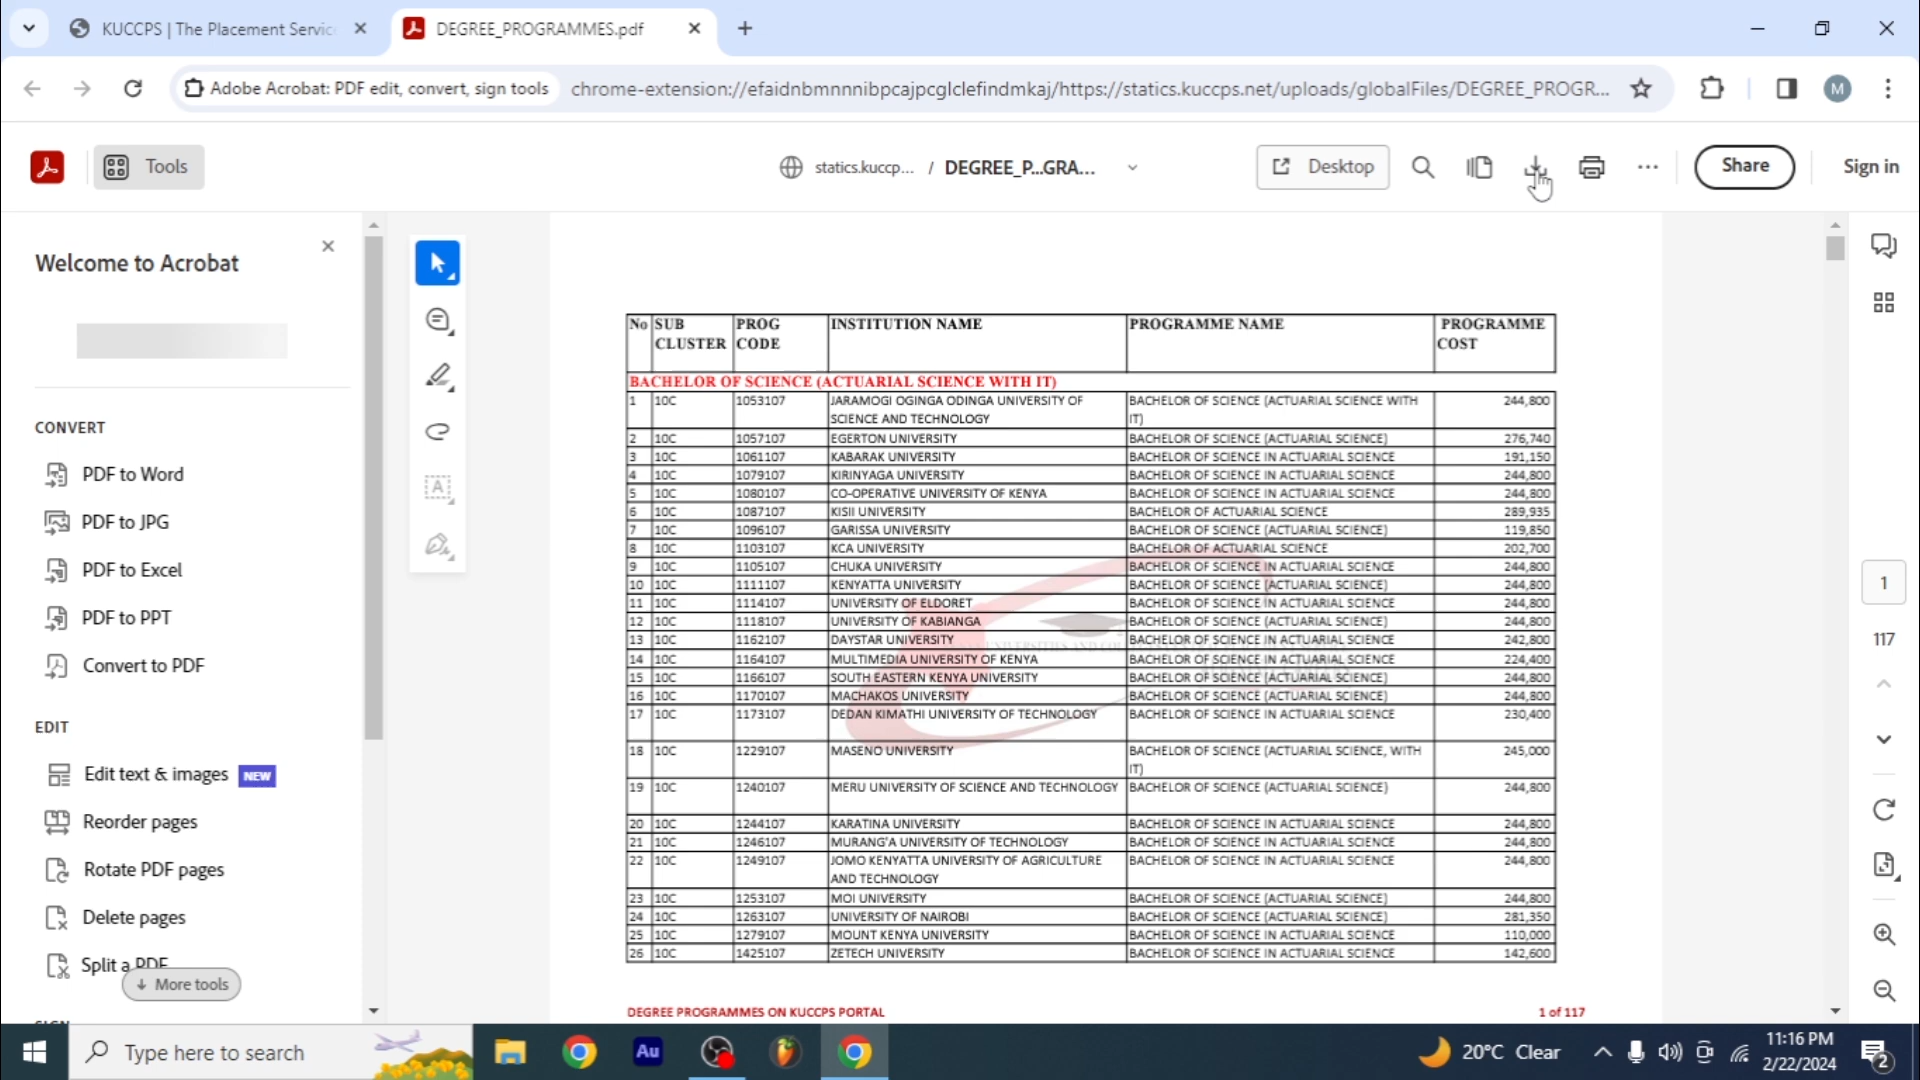 KUCCPS | The Placement Servic
DEGREE_PROGRAMMES.pdf
Adobe Acrobat: PDF edit, convert, sign tools
chrome-extension://efaidnbmnnnibpcajpcglclefindmkaj/https://statics.kuccps.net/uploads/globalFiles/DEGREE_PROGR...
M
Tools
statics.kuccp... / DEGREE_P...GRA...
Desktop
Share
Sign in
Welcome to Acrobat
CONVERT
PDF to Word
PDF to JPG
PDF to Excel
PDF to PPT
Convert to PDF
EDIT
Edit text & images NEW
Reorder pages
Rotate PDF pages
Delete pages
Split a PDF
More tools
No SUB CLUSTER PROG CODE INSTITUTION NAME PROGRAMME NAME PROGRAMME COST
BACHELOR OF SCIENCE (ACTUARIAL SCIENCE WITH IT)
1 10C 1053107 JARAMOGI OGINGA ODINGA UNIVERSITY OF SCIENCE AND TECHNOLOGY BACHELOR OF SCIENCE (ACTUARIAL SCIENCE WITH IT) 244,800
2 10C 1057107 EGERTON UNIVERSITY BACHELOR OF SCIENCE (ACTUARIAL SCIENCE) 276,740
3 10C 1061107 KABARAK UNIVERSITY BACHELOR OF SCIENCE IN ACTUARIAL SCIENCE 191,150
4 10C 1079107 KIRINYAGA UNIVERSITY BACHELOR OF SCIENCE IN ACTUARIAL SCIENCE 244,800
5 10C 1080107 CO-OPERATIVE UNIVERSITY OF KENYA BACHELOR OF SCIENCE IN ACTUARIAL SCIENCE 244,800
6 10C 1087107 KISII UNIVERSITY BACHELOR OF ACTUARIAL SCIENCE 289,935
7 10C 1096107 GARISSA UNIVERSITY BACHELOR OF SCIENCE (ACTUARIAL SCIENCE) 119,850
8 10C 1103107 KCA UNIVERSITY BACHELOR OF ACTUARIAL SCIENCE 202,700
9 10C 1105107 CHUKA UNIVERSITY BACHELOR OF SCIENCE IN ACTUARIAL SCIENCE 244,800
10 10C 1111107 KENYATTA UNIVERSITY BACHELOR OF SCIENCE (ACTUARIAL SCIENCE) 244,800
11 10C 1114107 UNIVERSITY OF ELDORET BACHELOR OF SCIENCE IN ACTUARIAL SCIENCE 244,800
12 10C 1118107 UNIVERSITY OF KABIANGA BACHELOR OF SCIENCE (ACTUARIAL SCIENCE) 244,800
13 10C 1162107 DAYSTAR UNIVERSITY BACHELOR OF SCIENCE IN ACTUARIAL SCIENCE 242,800
14 10C 1164107 MULTIMEDIA UNIVERSITY OF KENYA BACHELOR OF SCIENCE IN ACTUARIAL SCIENCE 224,400
15 10C 1166107 SOUTH EASTERN KENYA UNIVERSITY BACHELOR OF SCIENCE (ACTUARIAL SCIENCE) 244,800
16 10C 1170107 MACHAKOS UNIVERSITY BACHELOR OF SCIENCE (ACTUARIAL SCIENCE) 244,800
17 10C 1173107 DEDAN KIMATHI UNIVERSITY OF TECHNOLOGY BACHELOR OF SCIENCE IN ACTUARIAL SCIENCE 230,400
18 10C 1229107 MASENO UNIVERSITY BACHELOR OF SCIENCE (ACTUARIAL SCIENCE, WITH IT) 245,000
19 10C 1240107 MERU UNIVERSITY OF SCIENCE AND TECHNOLOGY BACHELOR OF SCIENCE (ACTUARIAL SCIENCE) 244,800
20 10C 1244107 KARATINA UNIVERSITY BACHELOR OF SCIENCE IN ACTUARIAL SCIENCE 244,800
21 10C 1246107 MURANG'A UNIVERSITY OF TECHNOLOGY BACHELOR OF SCIENCE IN ACTUARIAL SCIENCE 244,800
22 10C 1249107 JOMO KENYATTA UNIVERSITY OF AGRICULTURE AND TECHNOLOGY BACHELOR OF SCIENCE IN ACTUARIAL SCIENCE 244,800
23 10C 1253107 MOI UNIVERSITY BACHELOR OF SCIENCE (ACTUARIAL SCIENCE) 244,800
24 10C 1263107 UNIVERSITY OF NAIROBI BACHELOR OF SCIENCE (ACTUARIAL SCIENCE) 281,350
25 10C 1279107 MOUNT KENYA UNIVERSITY BACHELOR OF SCIENCE IN ACTUARIAL SCIENCE 110,000
26 10C 1425107 ZETECH UNIVERSITY BACHELOR OF SCIENCE IN ACTUARIAL SCIENCE 142,600
DEGREE PROGRAMMES ON KUCCPS PORTAL 1 of 117
1
117
Type here to search
Au
20°C Clear
11:16 PM
2/22/2024
2